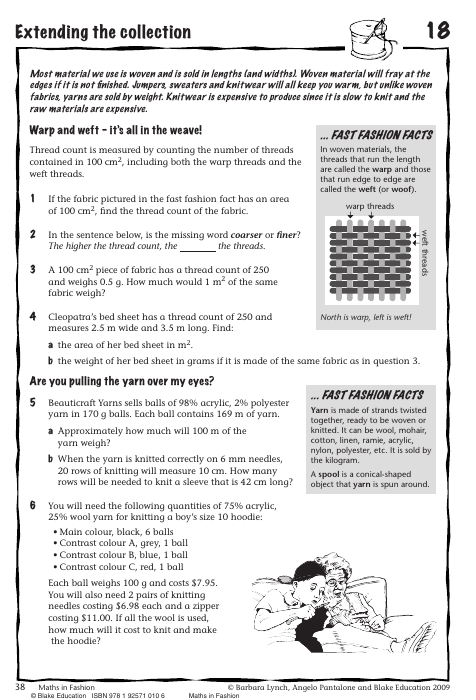 Extending the collection
18
Most material we use is woven and is sold in lengths (and widths). Woven material will fray at the
edges if it is not finished. Jumpers, sweaters and knitwear will all keep you warm, but unlike woven
fabrics, yarns are sold by weight. Knitwear is expensive to produce since it is slow to knit and the
raw materials are expensive.
Warp and weft – it's all in the weave!
Thread count is measured by counting the number of threads
contained in 100 cm², including both the warp threads and the
weft threads.
1 If the fabric pictured in the fast fashion fact has an area
of 100 cm², find the thread count of the fabric.
2 In the sentence below, is the missing word coarser or finer?
The higher the thread count, the ______ the threads.
3 A 100 cm² piece of fabric has a thread count of 250
and weighs 0.5 g. How much would 1 m² of the same
fabric weigh?
4 Cleopatra's bed sheet has a thread count of 250 and
measures 2.5 m wide and 3.5 m long. Find:
a the area of her bed sheet in m².
b the weight of her bed sheet in grams if it is made of the same fabric as in question 3.
... FAST FASHION FACTS
In woven materials, the
threads that run the length
are called the warp and those
that run edge to edge are
called the weft (or woof).
warp threads
weft threads
North is warp, left is weft!
Are you pulling the yarn over my eyes?
5 Beauticraft Yarns sells balls of 98% acrylic, 2% polyester
yarn in 170 g balls. Each ball contains 169 m of yarn.
a Approximately how much will 100 m of the
yarn weigh?
b When the yarn is knitted correctly on 6 mm needles,
20 rows of knitting will measure 10 cm. How many
rows will be needed to knit a sleeve that is 42 cm long?
... FAST FASHION FACTS
Yarn is made of strands twisted
together, ready to be woven or
knitted. It can be wool, mohair,
cotton, linen, ramie, acrylic,
nylon, polyester, etc. It is sold by
the kilogram.
A spool is a conical-shaped
object that yarn is spun around.
6 You will need the following quantities of 75% acrylic,
25% wool yarn for knitting a boy's size 10 hoodie:
• Main colour, black, 6 balls
• Contrast colour A, grey, 1 ball
• Contrast colour B, blue, 1 ball
• Contrast colour C, red, 1 ball
Each ball weighs 100 g and costs $7.95.
You will also need 2 pairs of knitting
needles costing $6.98 each and a zipper
costing $11.00. If all the wool is used,
how much will it cost to knit and make
the hoodie?
38 Maths in Fashion
© Barbara Lynch, Angelo Pantalone and Blake Education 2009
© Blake Education ISBN 978 1 92571 010 6 Maths in Fashion